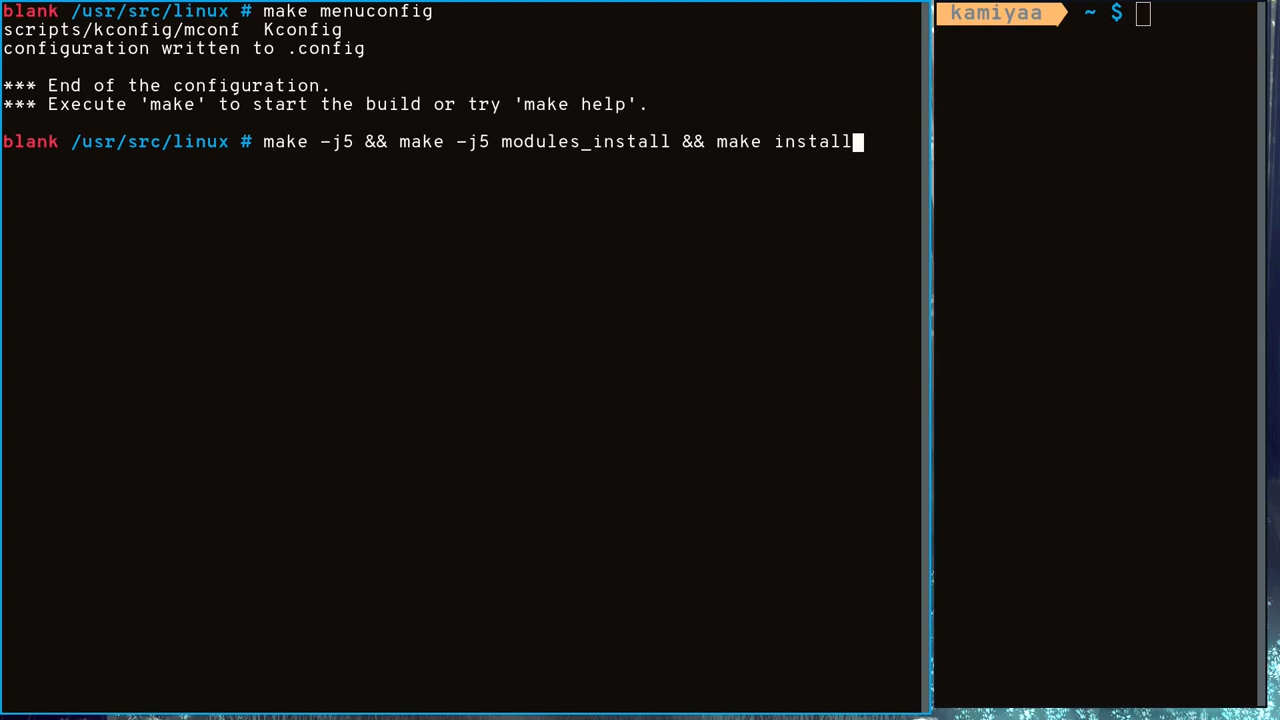 blank /usr/src/linux # make menuconfig
scripts/kconfig/mconf  Kconfig
configuration written to .config
*** End of the configuration.
*** Execute 'make' to start the build or try 'make help'.
blank /usr/src/linux # make -j5 && make -j5 modules_install && make install
kamiyaa ~ $